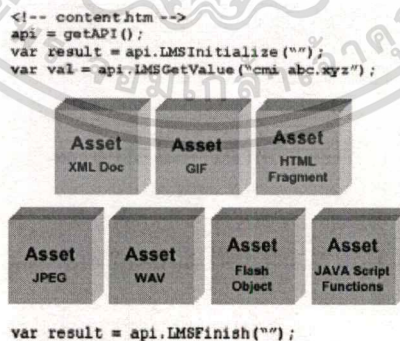 <!-- content.htm -->
api = getAPI();
var result = api.LMSInitialize("");
var val = api.LMSGetValue("cmi.abc.xyz");
Asset
XML Doc
Asset
GIF
Asset
HTML
Fragment
Asset
JPEG
Asset
WAV
Asset
Flash
Object
Asset
JAVA Script
Functions
var result = api.LMSFinish("");